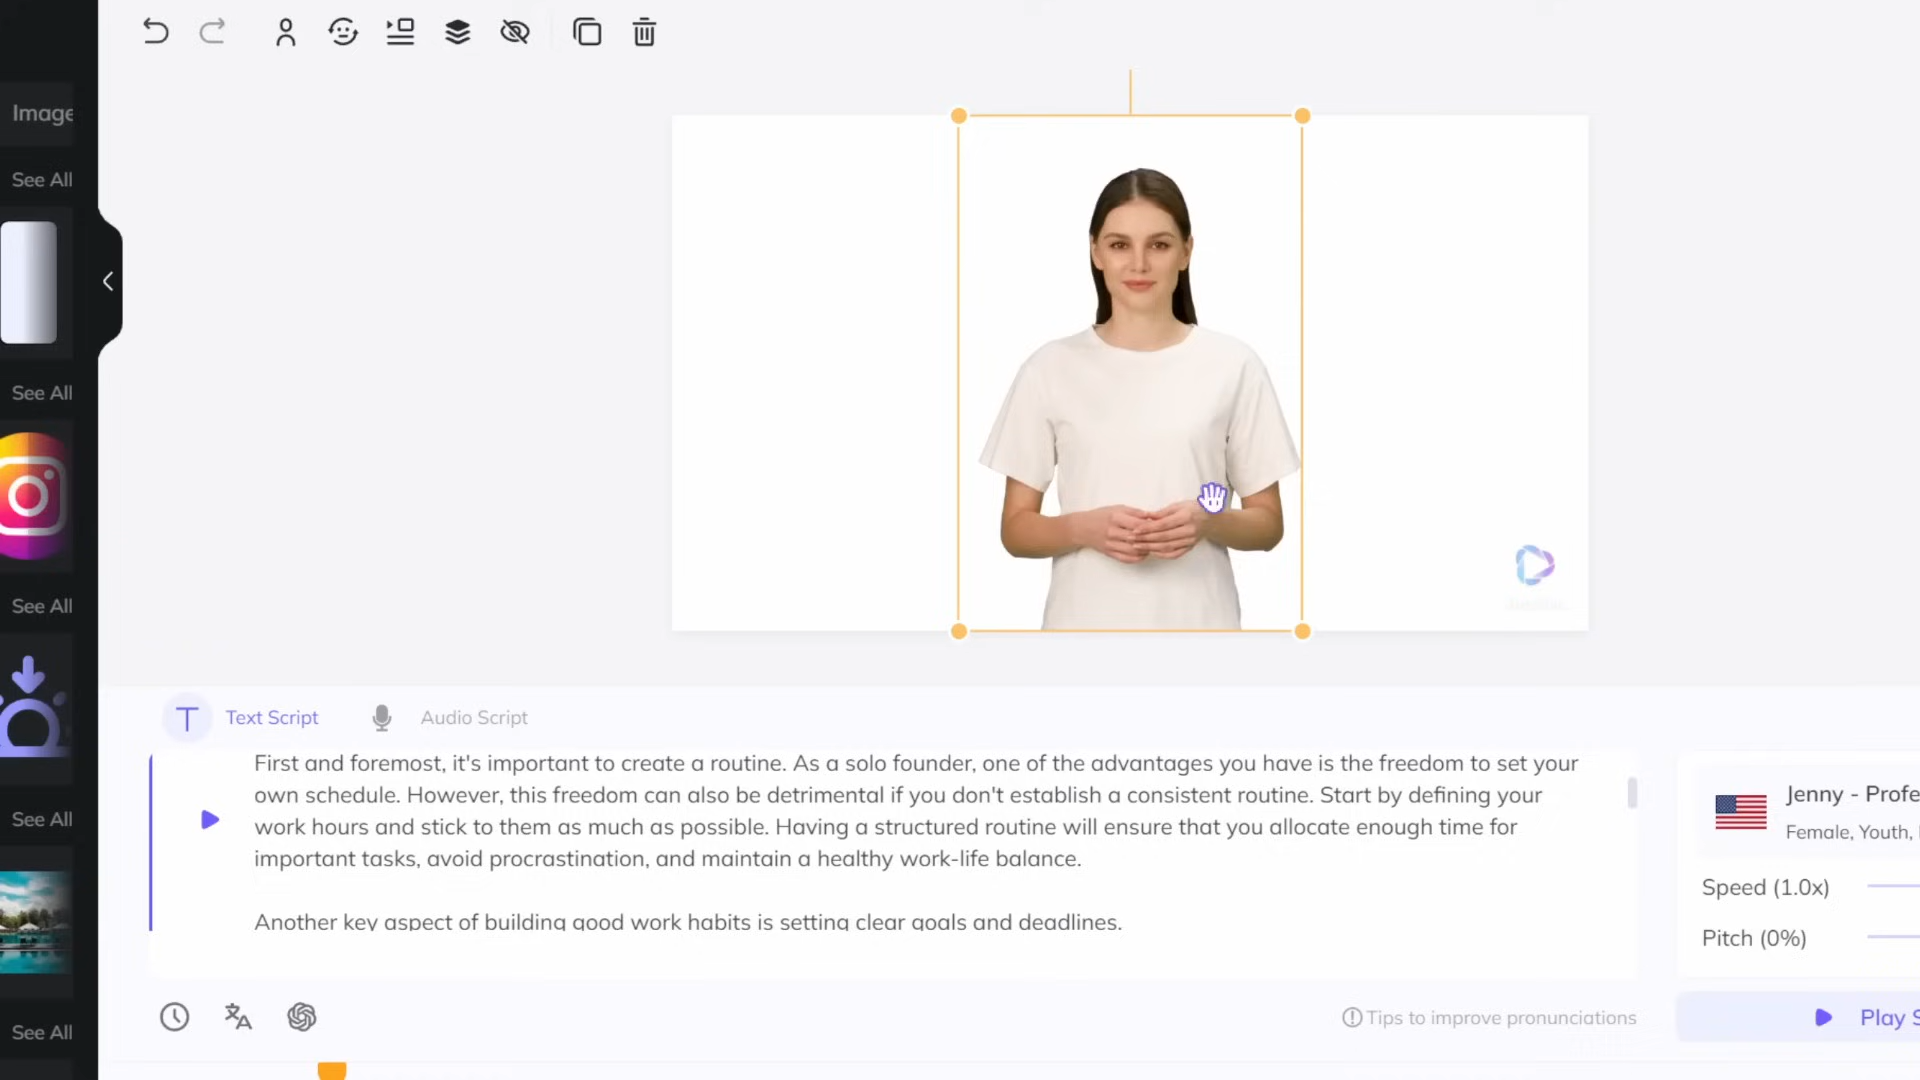 Image
See All
See All
See All
See All
See All
Text Script
Audio Script
First and foremost, it's important to create a routine. As a solo founder, one of the advantages you have is the freedom to set your
own schedule. However, this freedom can also be detrimental if you don't establish a consistent routine. Start by defining your
work hours and stick to them as much as possible. Having a structured routine will ensure that you allocate enough time for
important tasks, avoid procrastination, and maintain a healthy work-life balance.
Another key aspect of building good work habits is setting clear goals and deadlines.
Jenny - Profe
Female, Youth,
Speed (1.0x)
Pitch (0%)
Tips to improve pronunciations
Play S